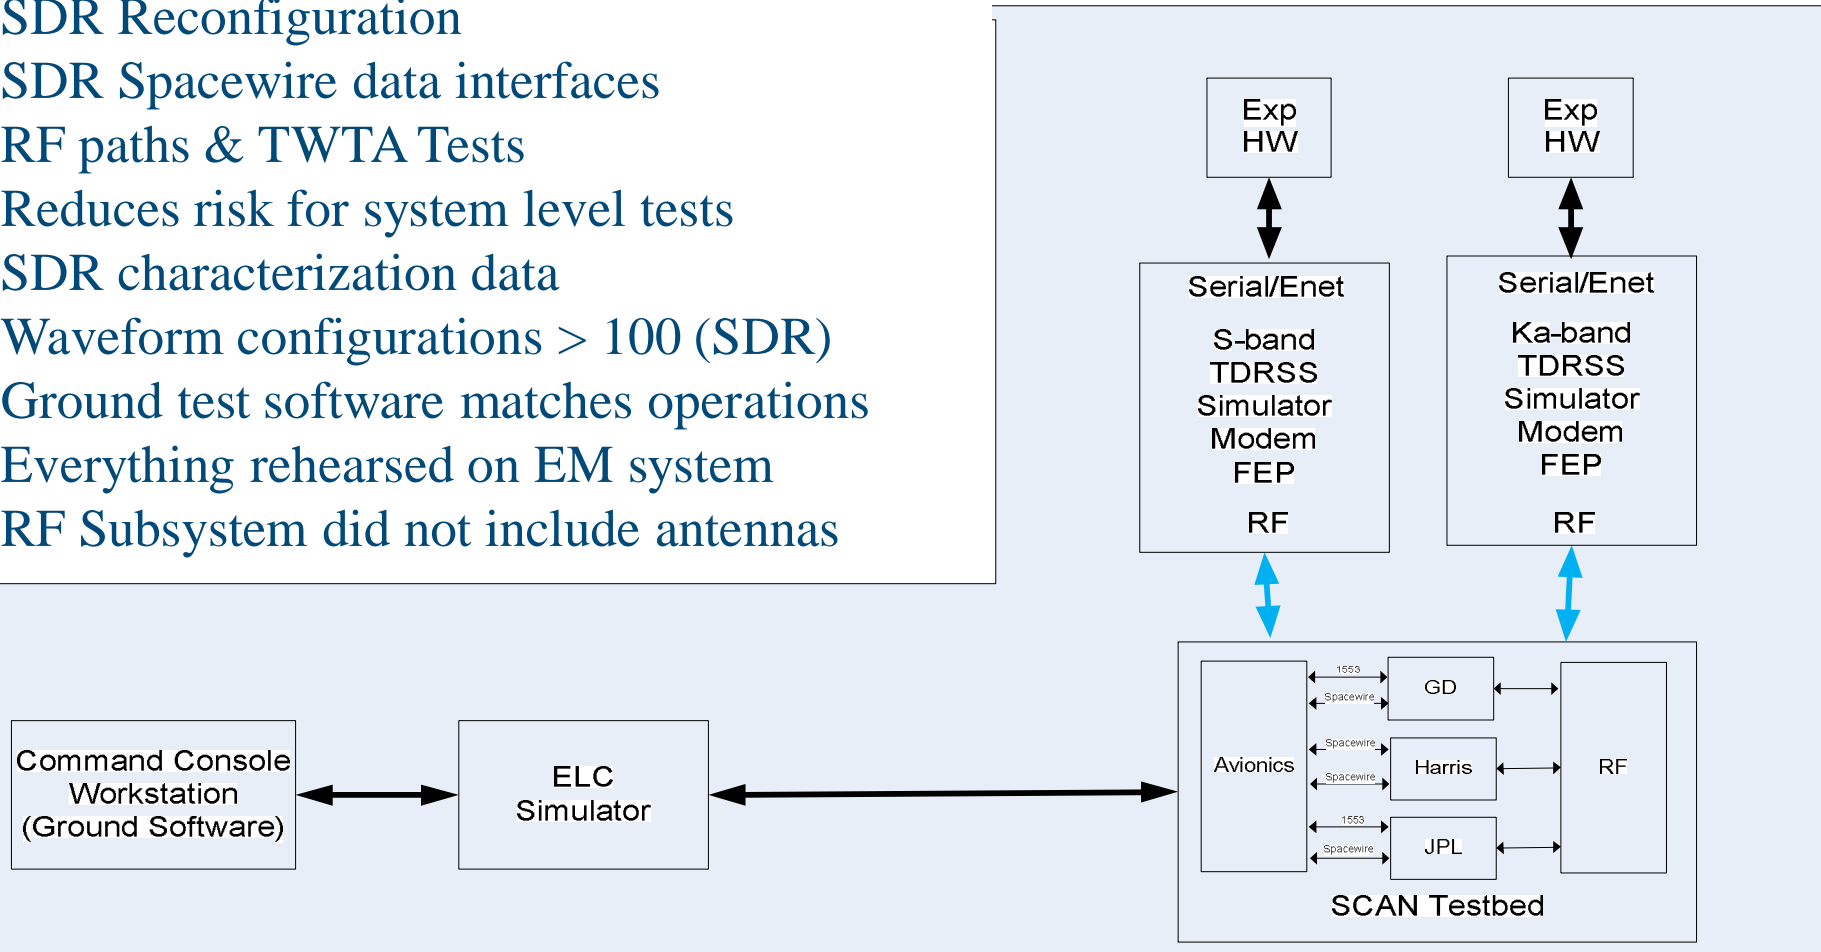 SDR Reconfiguration
SDR Spacewire data interfaces
RF paths & TWTA Tests
Reduces risk for system level tests
SDR characterization data
Waveform configurations > 100 (SDR)
Ground test software matches operations
Everything rehearsed on EM system
RF Subsystem did not include antennas
Exp
HW
Exp
HW
Serial/Enet
S-band
TDRSS
Simulator
Modem
FEP
RF
Serial/Enet
Ka-band
TDRSS
Simulator
Modem
FEP
RF
Command Console
Workstation
(Ground Software)
ELC
Simulator
Avionics
1553
Spacewire
GD
Spacewire
Spacewire
Harris
1553
Spacewire
JPL
RF
SCAN Testbed